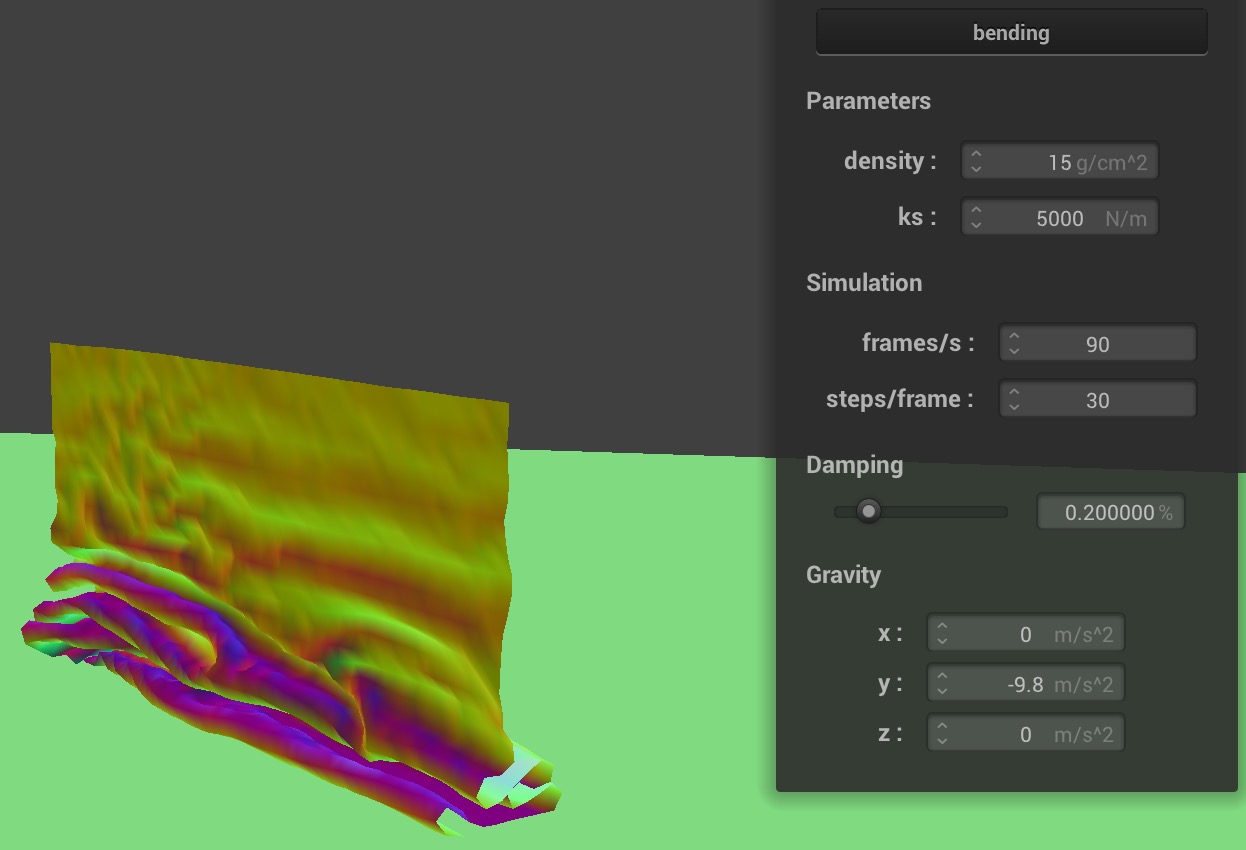 bending
Parameters
density : 15 g/cm^2
ks : 5000 N/m
Simulation
frames/s : 90
steps/frame : 30
Damping
0.200000 %
Gravity
x : 0 m/s^2
y : -9.8 m/s^2
z : 0 m/s^2